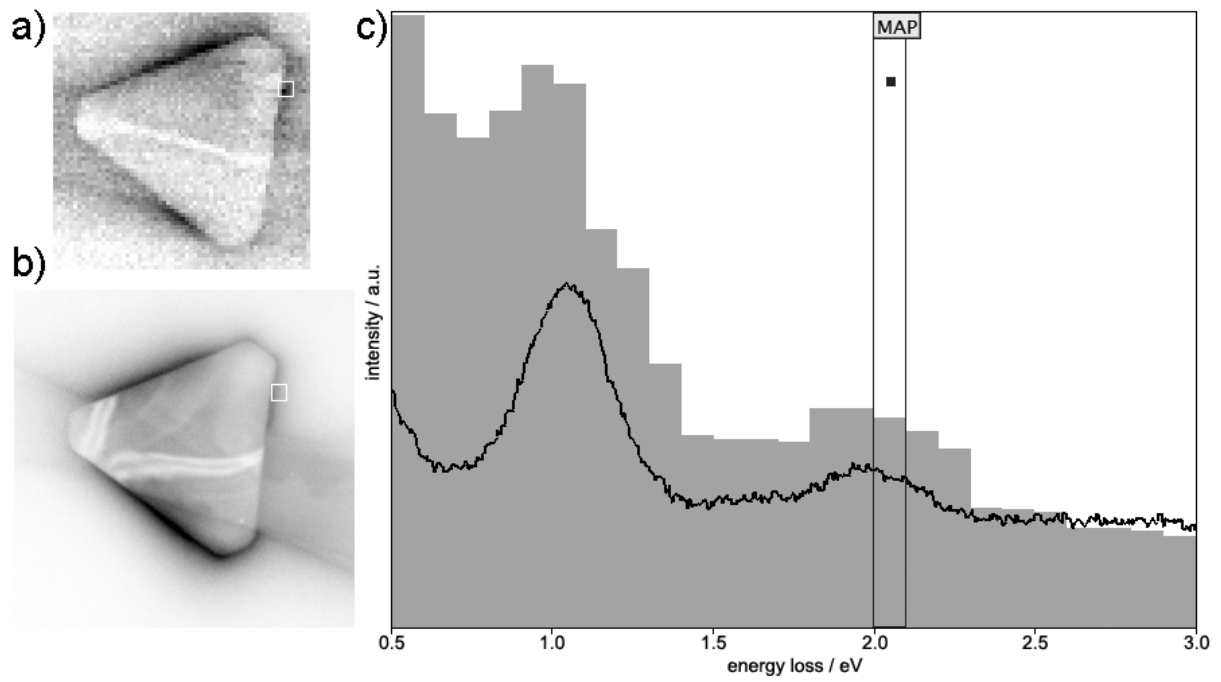 a)
b)
c)
MAP
intensity / a.u.
0.5
1.0
1.5
2.0
2.5
3.0
energy loss / eV